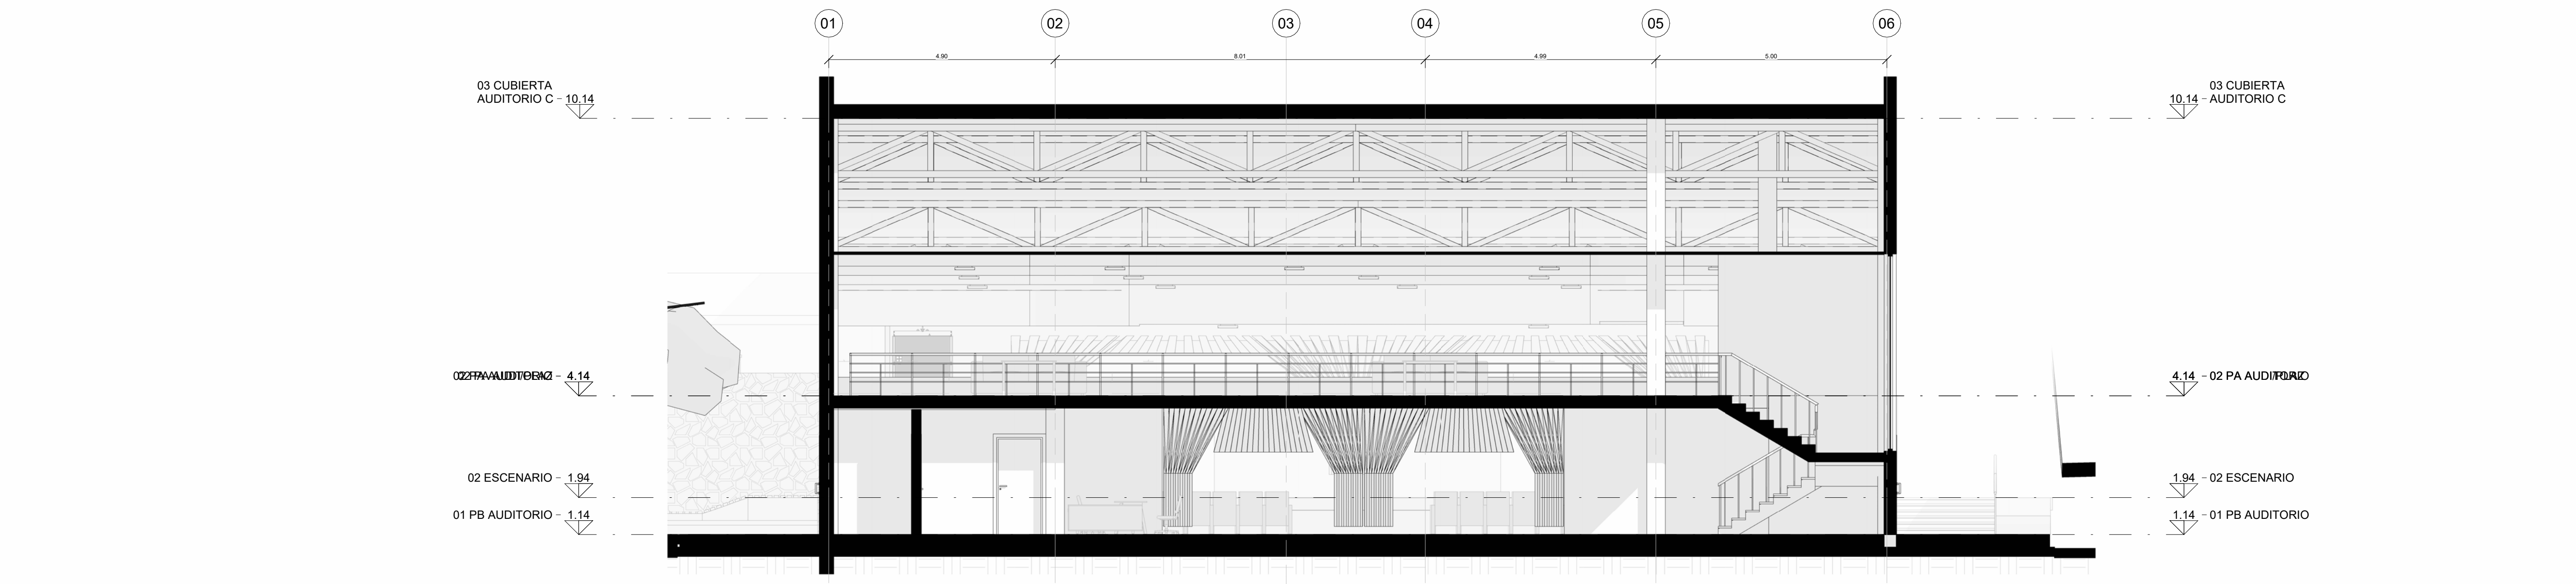 01 02 03 04 05 06
4.90 8.01 4.99 5.00
03 CUBIERTA
AUDITORIO C
10.14
03 CUBIERTA
10.14
AUDITORIO C
4.14
4.14
02 PA
02 ESCENARIO
1.94
1.94
02 ESCENARIO
01 PB AUDITORIO
1.14
1.14
01 PB AUDITORIO